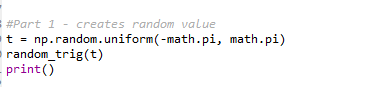 #Part 1 - creates random value
t = np.random.uniform(-math.pi, math.pi)
random_trig(t)
print()